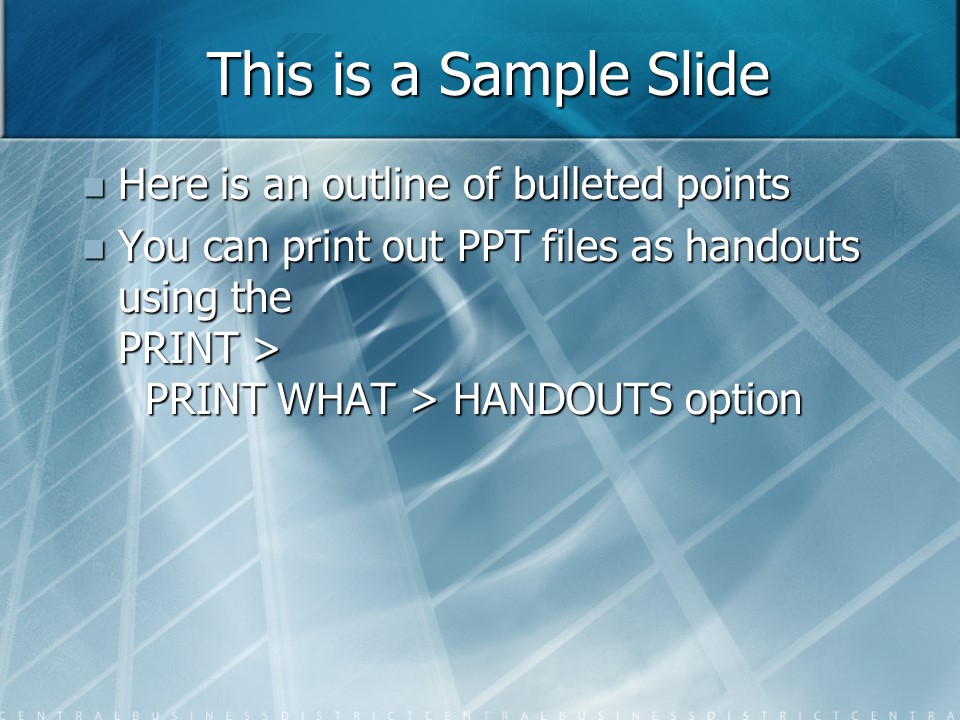 This is a Sample Slide
Here is an outline of bulleted points
You can print out PPT files as handouts
using the
PRINT >
PRINT WHAT > HANDOUTS option
CENTRALBUSINESSDISTRICTCENTRALBUSINESSDISTRICTCENTRA